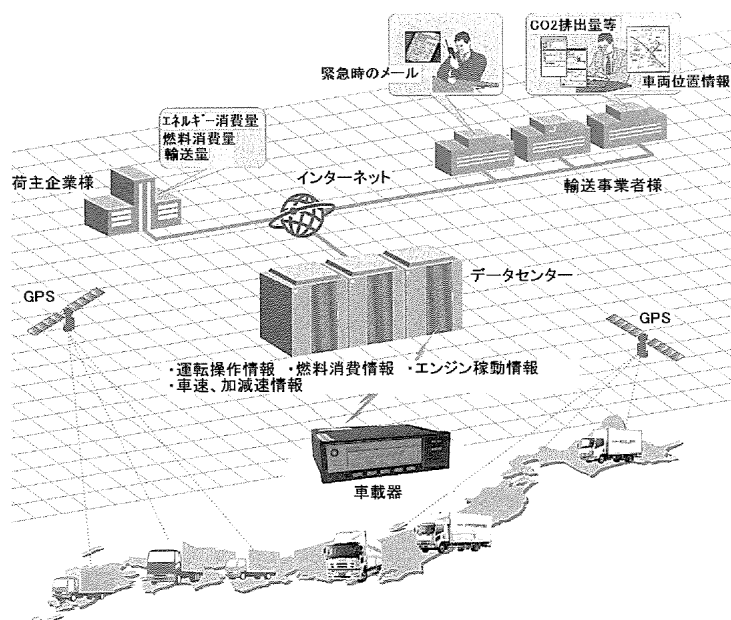 CO2排出量等
緊急時のメール
車両位置情報
エネルギー消費量
燃料消費量
輸送量
荷主企業様
インターネット
輸送事業者様
データセンター
GPS
GPS
・運転操作情報 ・燃料消費情報 ・エンジン稼動情報
・車速、加減速情報
車載器